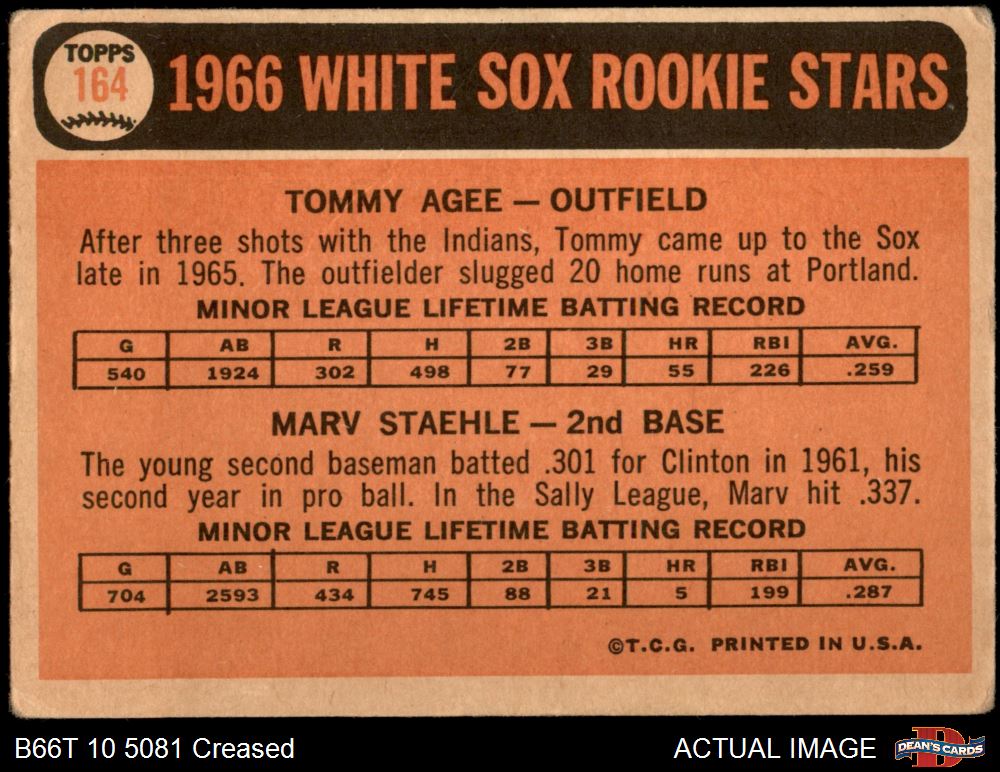 TOPPS
164
1966 WHITE SOX ROOKIE STARS
TOMMY AGEE — OUTFIELD
After three shots with the Indians, Tommy came up to the Sox
late in 1965. The outfielder slugged 20 home runs at Portland.
MINOR LEAGUE LIFETIME BATTING RECORD
G AB R H 2B 3B HR RBI AVG.
540 1924 302 498 77 29 55 226 .259
MARV STAEHLE — 2nd BASE
The young second baseman batted .301 for Clinton in 1961, his
second year in pro ball. In the Sally League, Marv hit .337.
MINOR LEAGUE LIFETIME BATTING RECORD
G AB R H 2B 3B HR RBI AVG.
704 2593 434 745 88 21 5 199 .287
©T.C.G. PRINTED IN U.S.A.
B66T 10 5081 Creased
ACTUAL IMAGE
D
DEAN'S CARDS